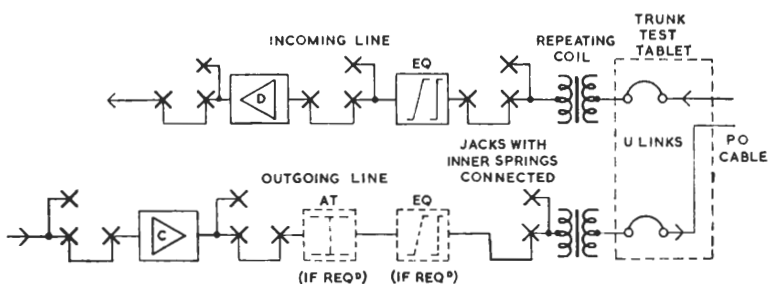 INCOMING LINE
REPEATING
COIL
TRUNK
TEST
TABLET
EQ
D
JACKS WITH
INNER SPRINGS
CONNECTED
U LINKS
PO
CABLE
OUTGOING LINE
AT
EQ
C
(IF REQᴰ)
(IF REQᴰ)